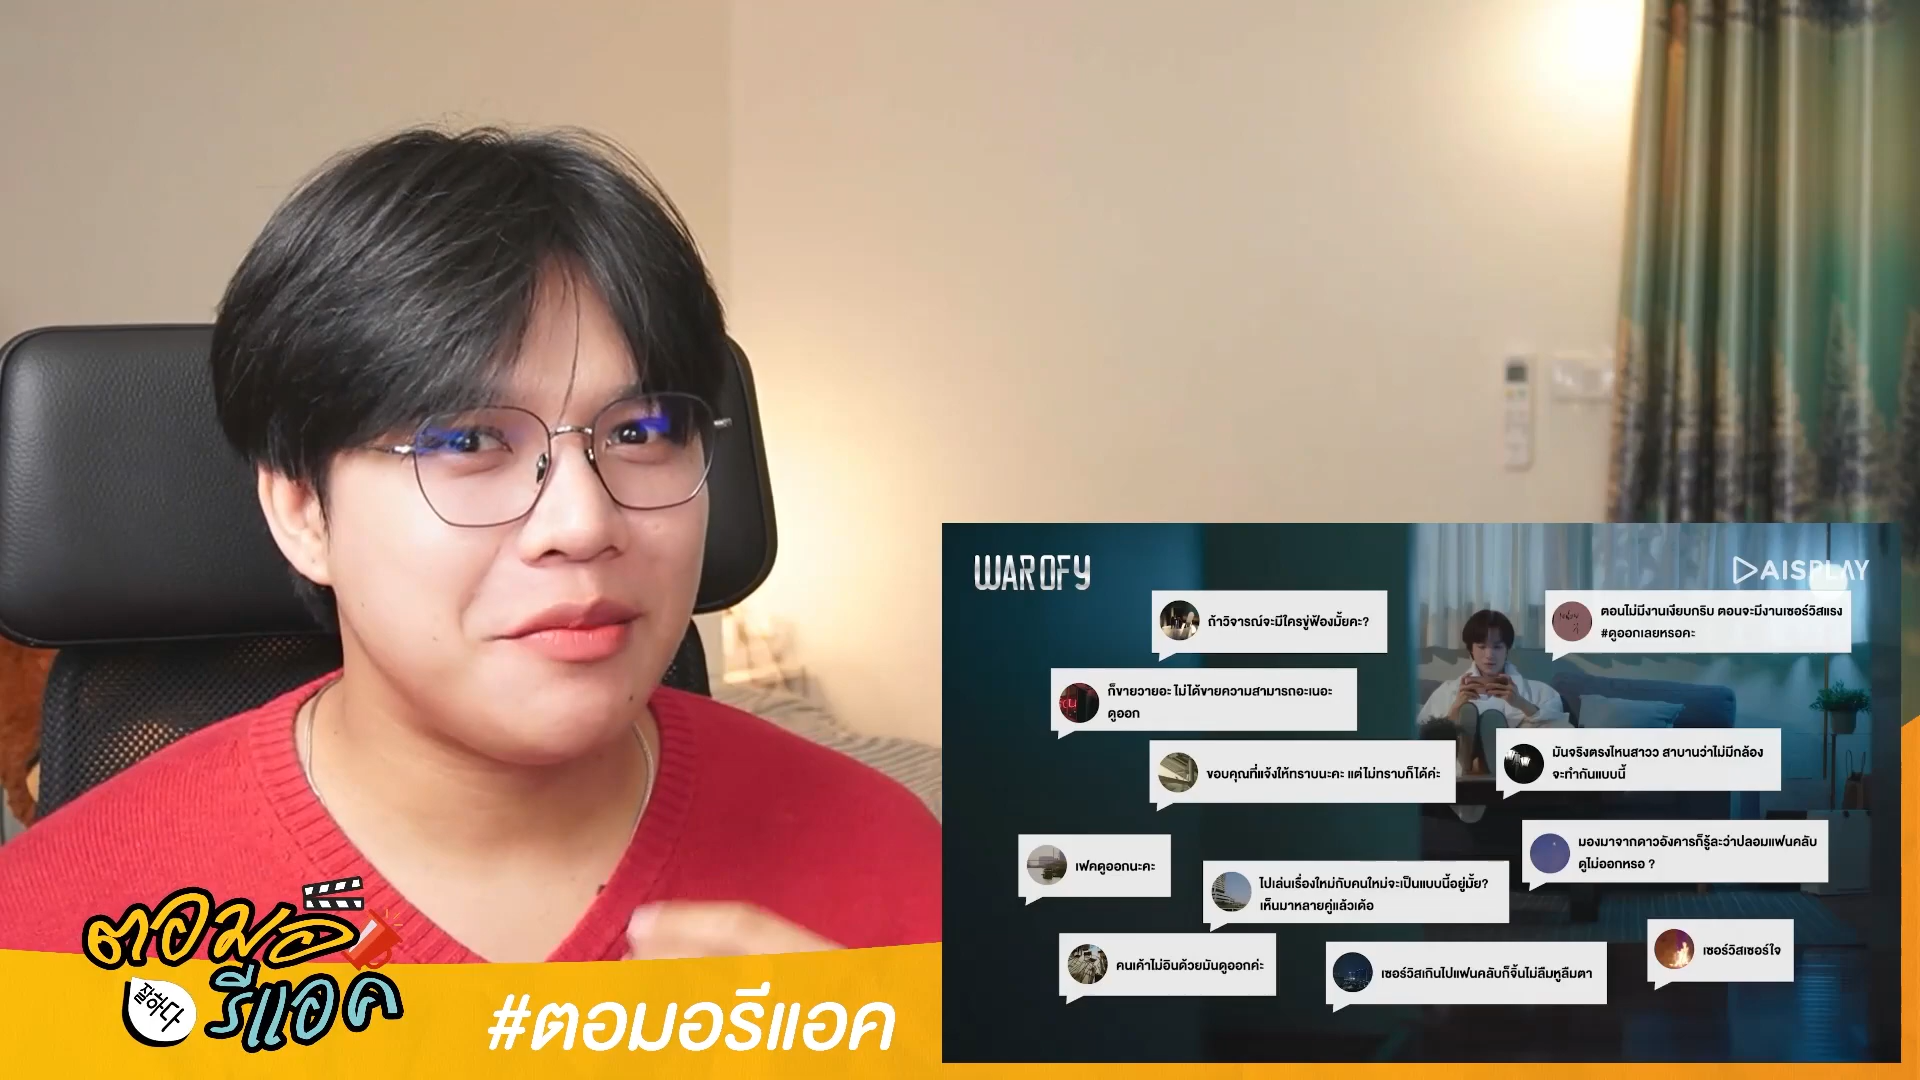 WAR OF Y
AISPLAY
ถ้าวิจารณ์จะมีใครขู่ฟ้องมั้ยคะ?
ตอนไม่มีงานเงียบกริบ ตอนจะมีงานเซอร์วิสแรง
#ดูออกเลยหรอคะ
ก็ขายวายอะ ไม่ได้ขายความสามารถอะเนอะ
ดูออก
ขอบคุณที่แจ้งให้ทราบนะคะ แต่ไม่ทราบก็ได้ค่ะ
มันจริงตรงไหนสาวว สาบานว่าไม่มีกล้อง
จะทำกันแบบนี้
มองมาจากดาวอังคารก็รู้ละว่าปลอมแฟนคลับ
ดูไม่ออกหรอ ?
เฟคดูออกนะคะ
ไปเล่นเรื่องใหม่กับคนใหม่จะเป็นแบบนี้อยู่มั้ย?
เห็นมาหลายคู่แล้วเด้อ
คนเค้าไม่อินด้วยมันดูออกค่ะ
เซอร์วิสเกินไปแฟนคลับก็จิ้นไม่ลืมหูลืมตา
เซอร์วิสเซอร์ใจ
ตอมอ
รีแอค
잘하다
#ตอมอรีแอค